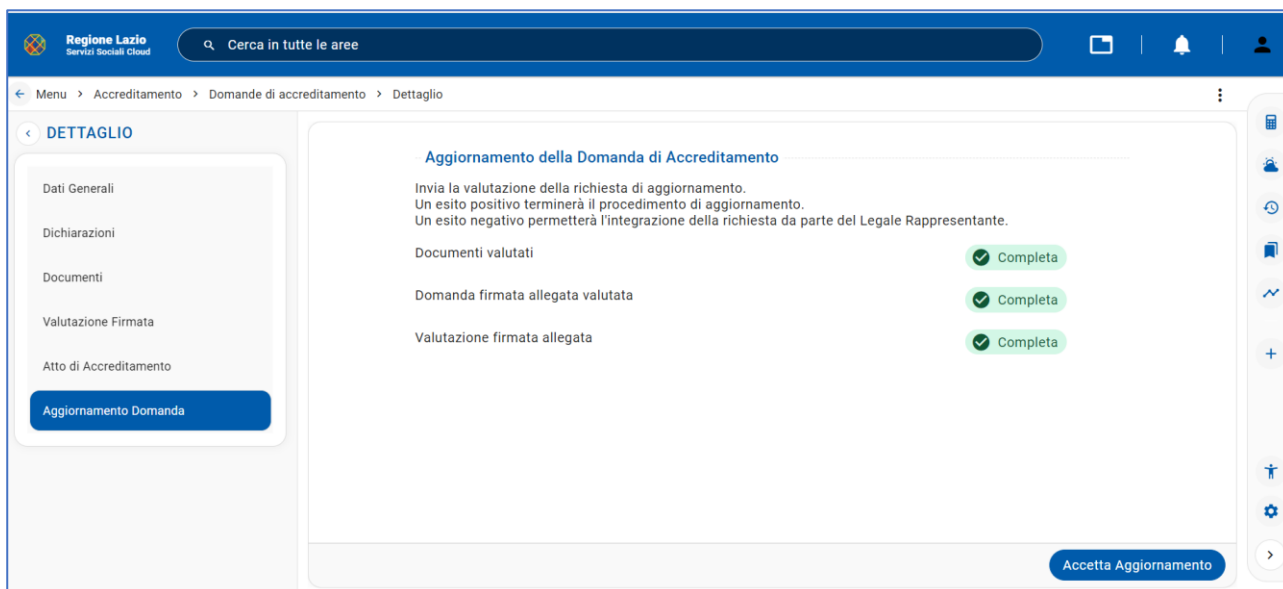 Regione Lazio
Servizi Sociali Cloud
Cerca in tutte le aree
Menu > Accreditamento > Domande di accreditamento > Dettaglio
DETTAGLIO
Dati Generali
Dichiarazioni
Documenti
Valutazione Firmata
Atto di Accreditamento
Aggiornamento Domanda
Aggiornamento della Domanda di Accreditamento
Invia la valutazione della richiesta di aggiornamento.
Un esito positivo terminerà il procedimento di aggiornamento.
Un esito negativo permetterà l'integrazione della richiesta da parte del Legale Rappresentante.
Documenti valutati Completa
Domanda firmata allegata valutata Completa
Valutazione firmata allegata Completa
Accetta Aggiornamento